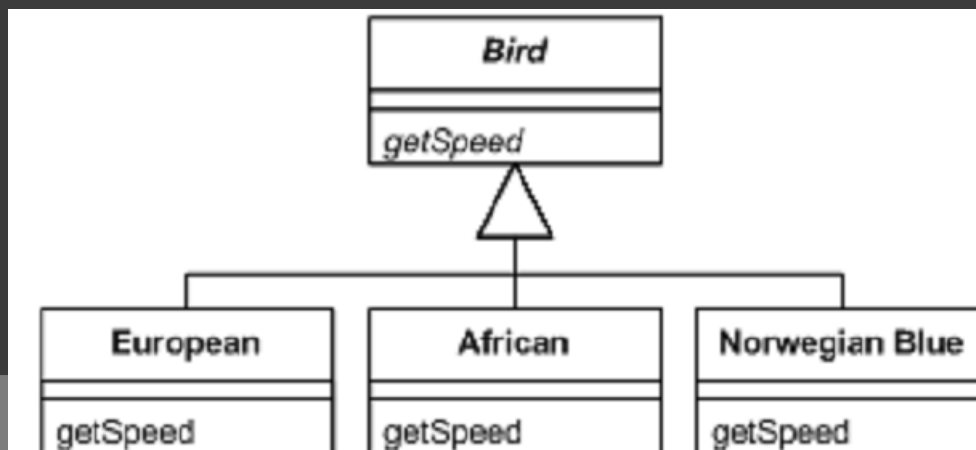 Bird
getSpeed
European
African
Norwegian Blue
getSpeed
getSpeed
getSpeed